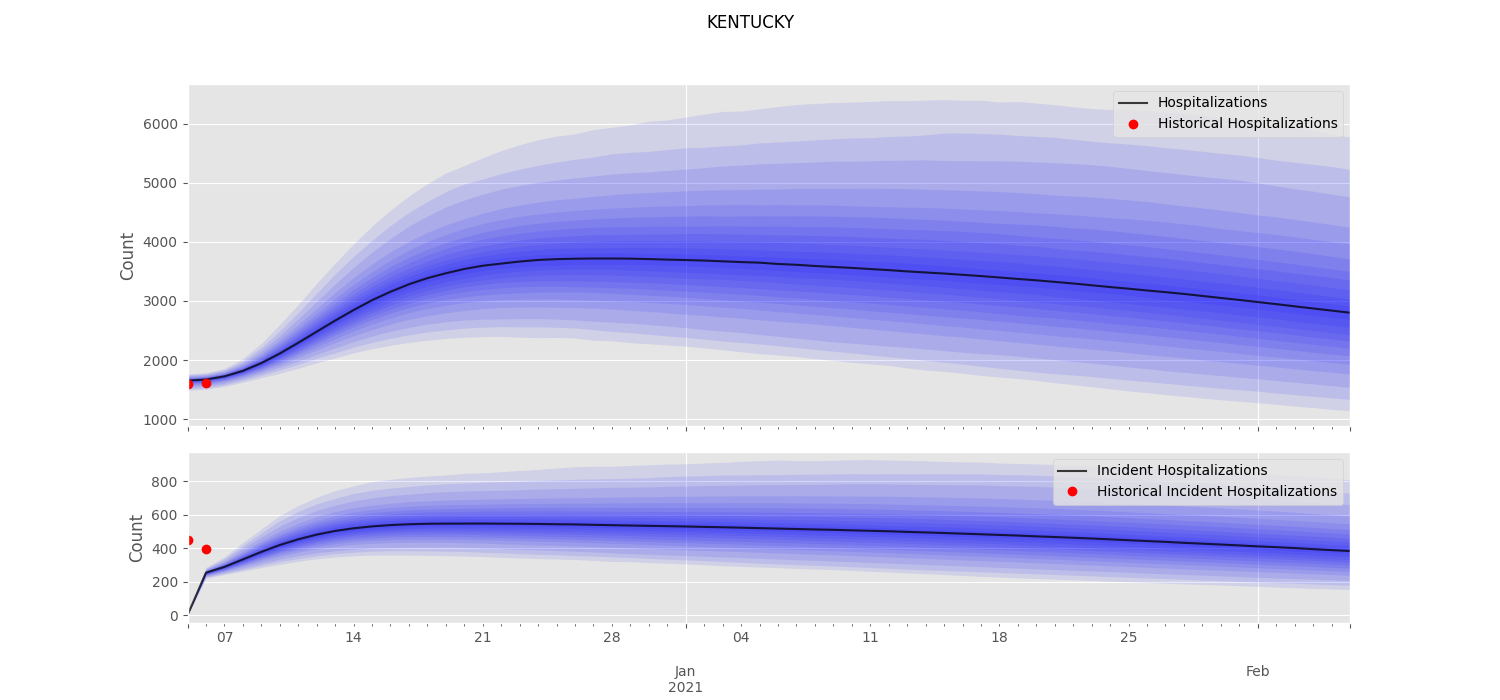 KENTUCKY
Hospitalizations
Historical Hospitalizations
Count
6000
5000
4000
3000
2000
1000
Incident Hospitalizations
Historical Incident Hospitalizations
Count
800
600
400
200
0
07 14 21 28 04 11 18 25
Jan Feb
2021